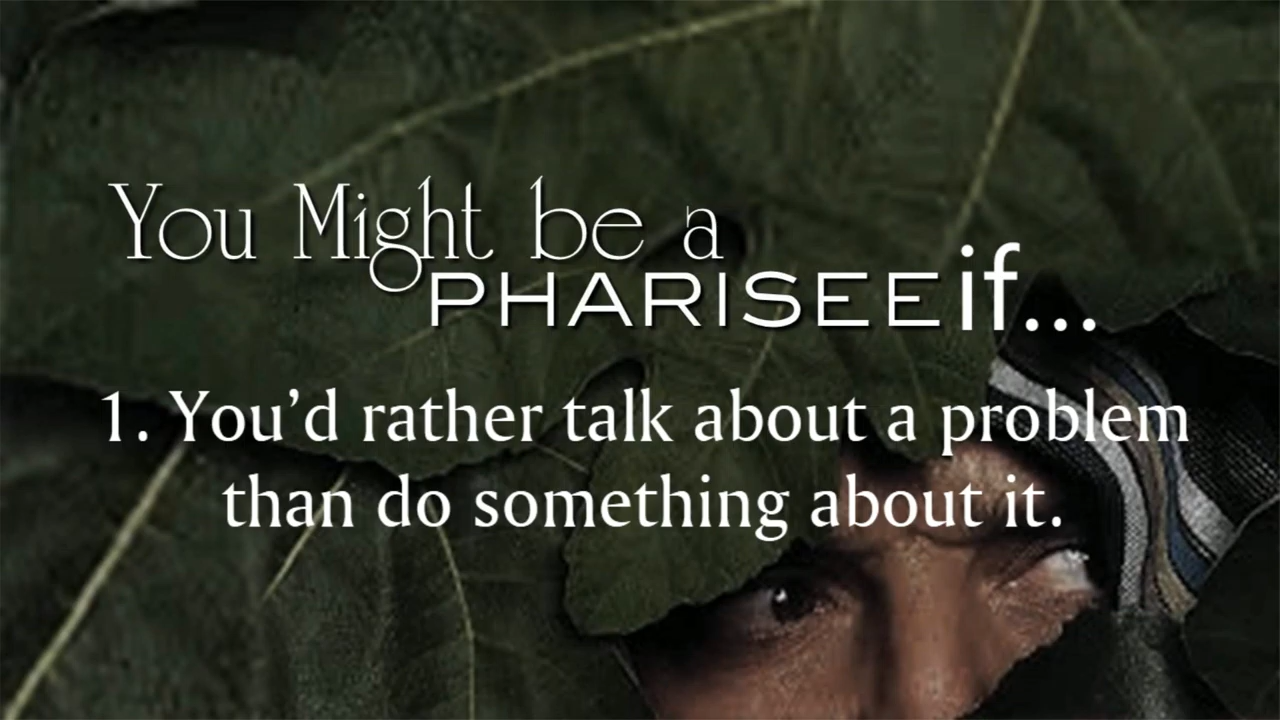 You Might be a
PHARISEE if...
1. You’d rather talk about a problem
than do something about it.